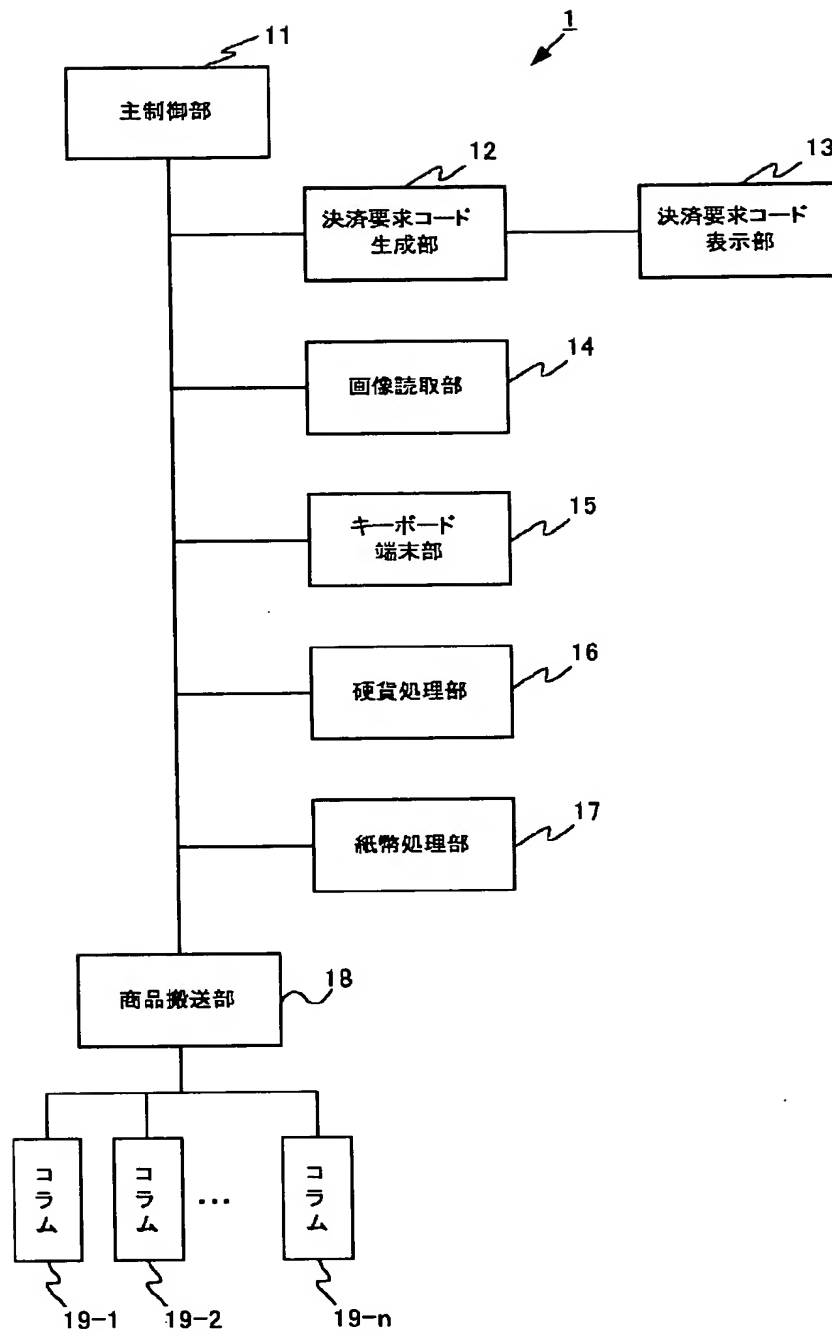 11
1
主制御部
12
13
決済要求コード
生成部
決済要求コード
表示部
14
画像読取部
15
キーボード
端末部
16
硬貨処理部
17
紙幣処理部
18
商品搬送部
コラム
コラム
...
コラム
19-1
19-2
19-n